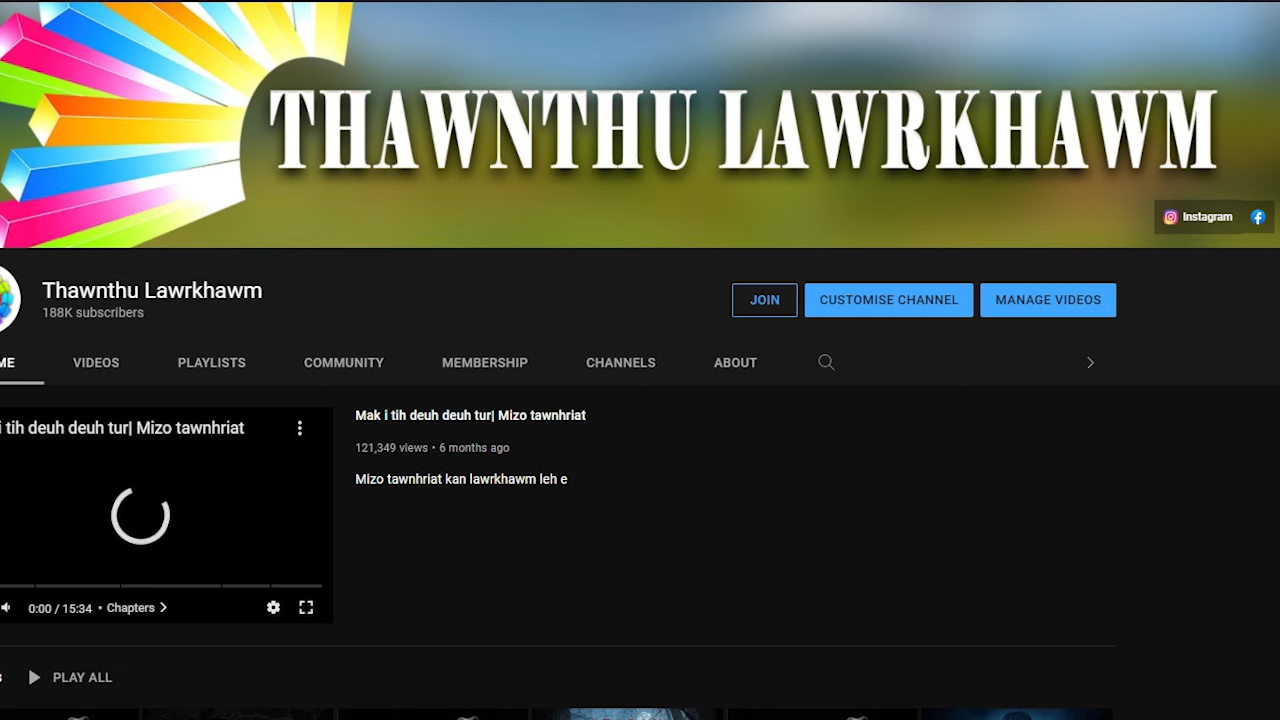 THAWNTHU LAWRKHAWM
Instagram
Thawnthu Lawrkhawm
188K subscribers
JOIN
CUSTOMISE CHANNEL
MANAGE VIDEOS
ME
VIDEOS
PLAYLISTS
COMMUNITY
MEMBERSHIP
CHANNELS
ABOUT
i tih deuh deuh tur| Mizo tawnhriat
0:00 / 15:34 • Chapters
Mak i tih deuh deuh tur| Mizo tawnhriat
121,349 views • 6 months ago
Mizo tawnhriat kan lawrkhawm leh e
s
PLAY ALL